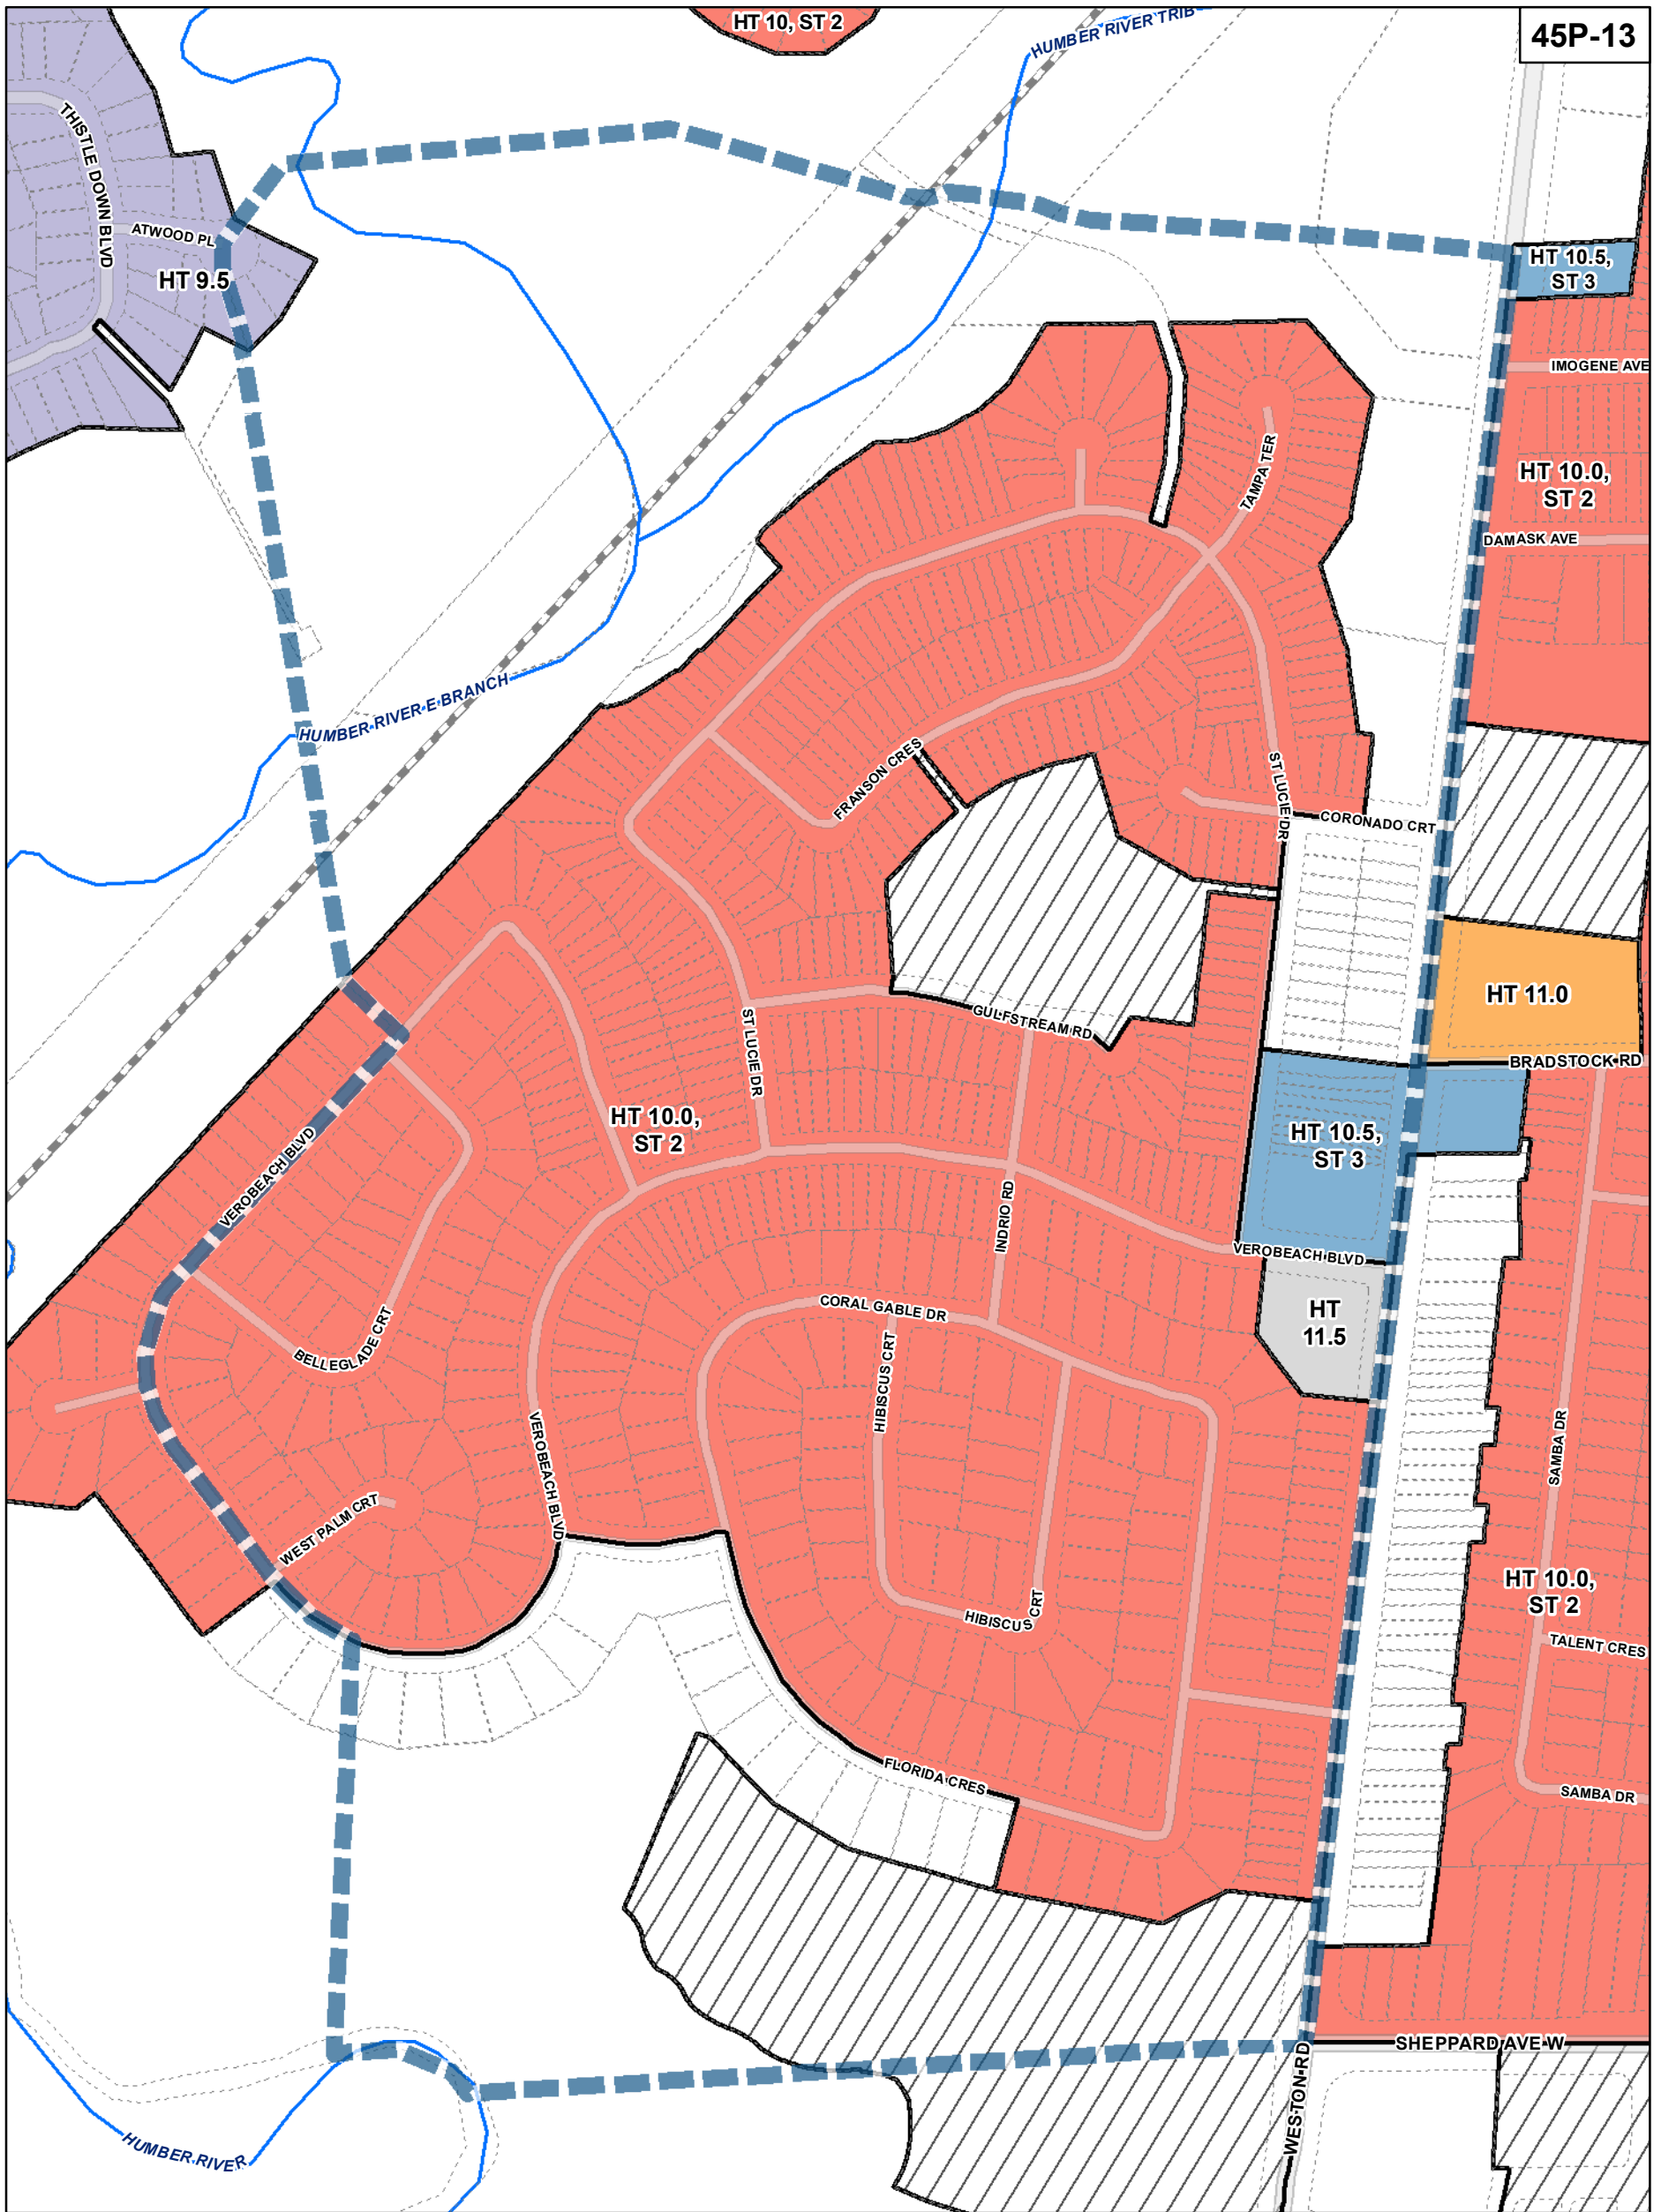 HT 10, ST 2
HUMBER RIVER TRIB
45P-13
THISTLE DOWN BLVD
ATWOOD PL
HT 9.5
HT 10.5,
ST 3
IMOGENE AVE
TAMPA TER
HT 10.0,
ST 2
DAMASK AVE
HUMBER RIVER E BRANCH
FRANSON CRES
ST LUCIE DR
CORONADO CRT
HT 11.0
GULFSTREAM RD
ST LUCIE DR
BRADSTOCK RD
HT 10.0,
ST 2
HT 10.5,
ST 3
VEROBEACH BLVD
INDRIO RD
VEROBEACH BLVD
CORAL GABLE DR
HT
11.5
BELLEGLADE CRT
HIBISCUS CRT
VEROBEACH BLVD
SAMBA DR
WEST PALM CRT
HT 10.0,
ST 2
HIBISCUS CRT
TALENT CRES
FLORIDA CRES
SAMBA DR
SHEPPARD AVE W
WESTON RD
HUMBER RIVER